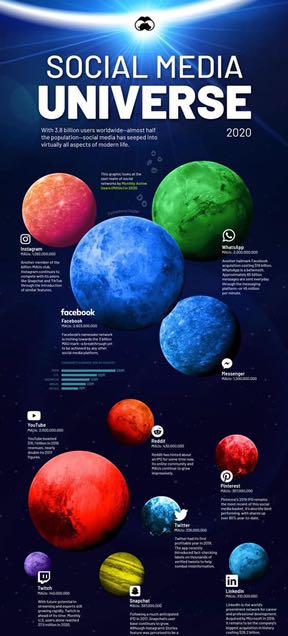 SOCIAL MEDIA
UNIVERSE
2020
With 3.8 billion users worldwide—almost half
the population—social media has seeped into
virtually all aspects of modern life.
This graphic looks at the
vast realm of social
networks by Monthly Active
Users (MAUs) in 2020
Instagram
MAUs: 1,082,000,000
Another member of the
billion MAUs club,
Instagram continues to
compete with its peers
like Snapchat and TikTok
through the introduction
of similar features.
WhatsApp
MAUs: 2,000,000,000
Another hallmark Facebook
acquisition costing $19 billion,
WhatsApp is a behemoth.
Approximately 65 billion
messages are sent everyday
through the messaging
per minute.
facebook
Facebook
MAUs: 2,603,000,000
Facebook's namesake network
is inching towards the 3 billion
MAU mark—a breakthrough yet
to be achieved by any other
social media platform.
Messenger
MAUs: 1,300,000,000
YouTube
MAUs: 2,000,000,000
YouTube boasted
$15.1 billion in 2019
revenues, nearly
double its 2017
figures.
Reddit
MAUs: 430,000,000
Reddit has hinted about
an IPO for some time now.
Its online community and
MAUs continue to grow
impressively.
Pinterest
MAUs: 367,000,000
Pinterest's 2019 IPO remains
the most recent of this social
media basket. It's also the best
performing, with shares up
over 80% year-to-date.
Twitter
MAUs: 326,000,000
Twitter had its first
profitable year in 2019.
The app recently
introduced fact-checking
labels on thousands of
verified tweets to help
combat misinformation.
Twitch
MAUs: 140,000,000
With future potential in
streaming and esports still
growing rapidly, Twitch is
ahead of its time. Monthly
U.S. users alone reached
37.5 million in 2020.
Snapchat
MAUs: 397,000,000
Following a much anticipated
IPO in 2017, Snapchat's
user base continues to grow.
Although Instagram's Stories
feature was perceived to be a
LinkedIn
MAUs: 310,000,000
LinkedIn is the world's
preeminent network for career
and professional development.
Acquired by Microsoft in 2016,
it remains to be the company's
largest acquisition in history